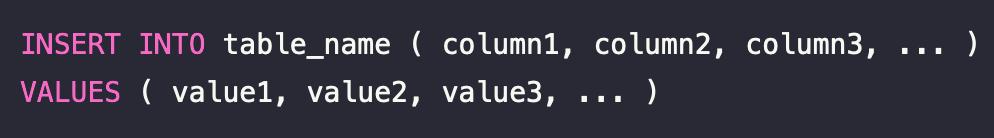 INSERT INTO table_name ( column1, column2, column3, ... )
VALUES ( value1, value2, value3, ... )